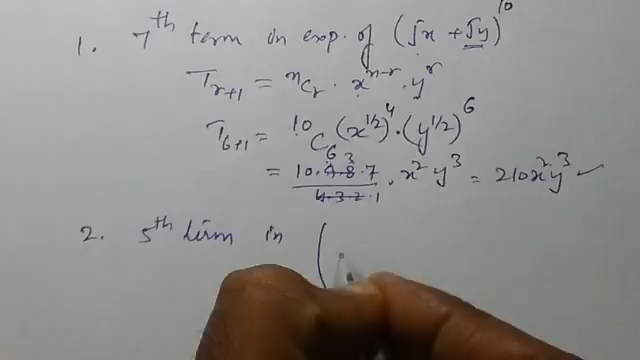 1. 7th term in exp. of (√x + √y)^10
T_{r+1} = ^nC_r . x^{n-r} . y^r
T_{6+1} = ^10C_6 (x^{1/2})^4 . (y^{1/2})^6
= 10.9.8.7/4.3.2.1 . x^2 y^3 = 210x^2y^3 ✓
2. 5th term in (